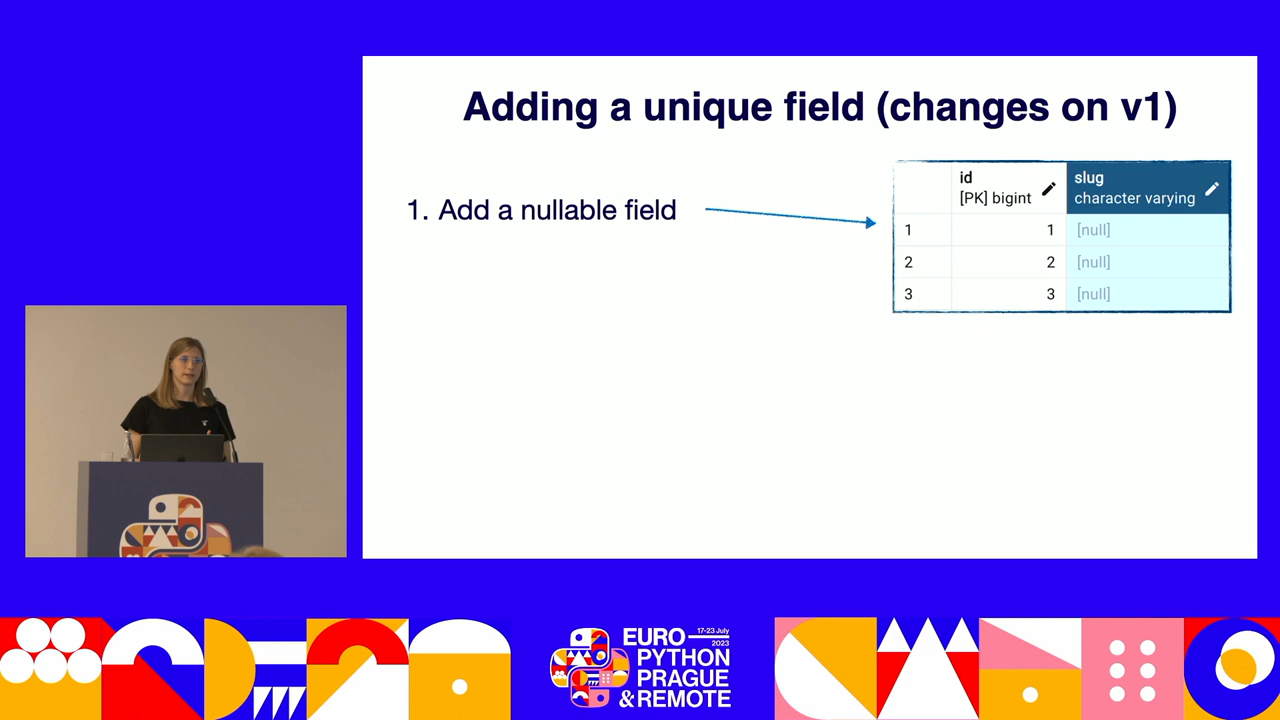 Adding a unique field (changes on v1)
1. Add a nullable field
id
[PK] bigint
slug
character varying
1 1 [null]
2 2 [null]
3 3 [null]
EURO 17-23 July 2023
PYTHON
PRAGUE
& REMOTE